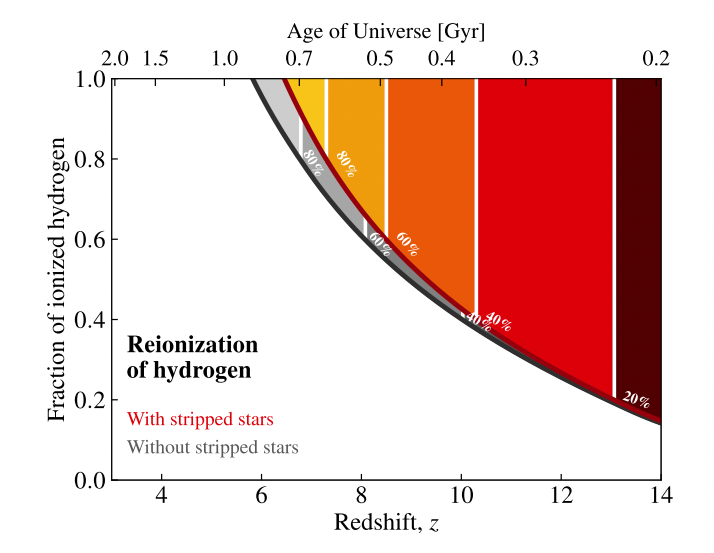 Age of Universe [Gyr]
2.0 1.5 1.0 0.7 0.5 0.4 0.3 0.2
1.0
0.8
0.6
0.4
0.2
0.0
Fraction of ionized hydrogen
80% 80%
60% 60%
40% 40%
20%
Reionization
of hydrogen
With stripped stars
Without stripped stars
4 6 8 10 12 14
Redshift, z